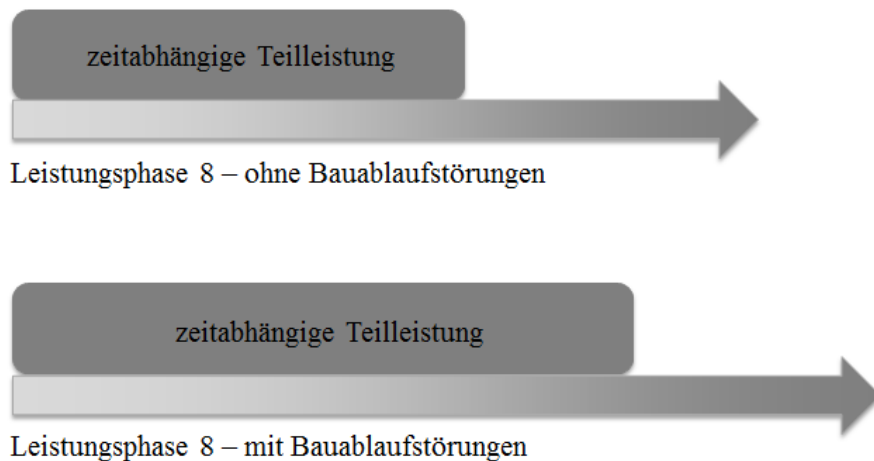 zeitabhängige Teilleistung
Leistungsphase 8 – ohne Bauablaufstörungen
zeitabhängige Teilleistung
Leistungsphase 8 – mit Bauablaufstörungen